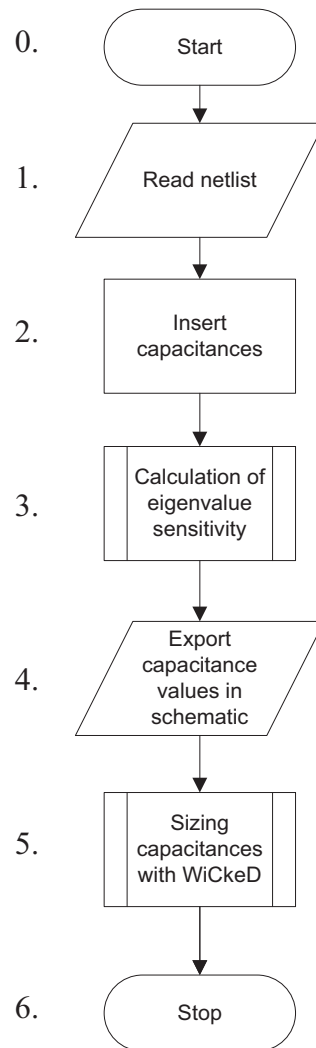 0.
Start
1.
Read netlist
2.
Insert
capacitances
3.
Calculation of
eigenvalue
sensitivity
4.
Export
capacitance
values in
schematic
5.
Sizing
capacitances
with WiCkeD
6.
Stop